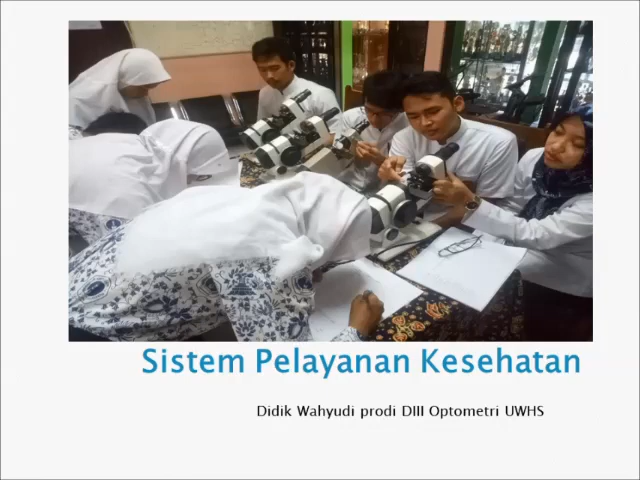 Sistem Pelayanan Kesehatan
Didik Wahyudi prodi DIII Optometri UWHS